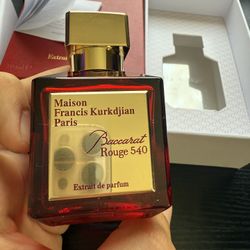 Maison
Francis Kurkdjian
Paris
Baccarat
Rouge 540
Extrait de parfum